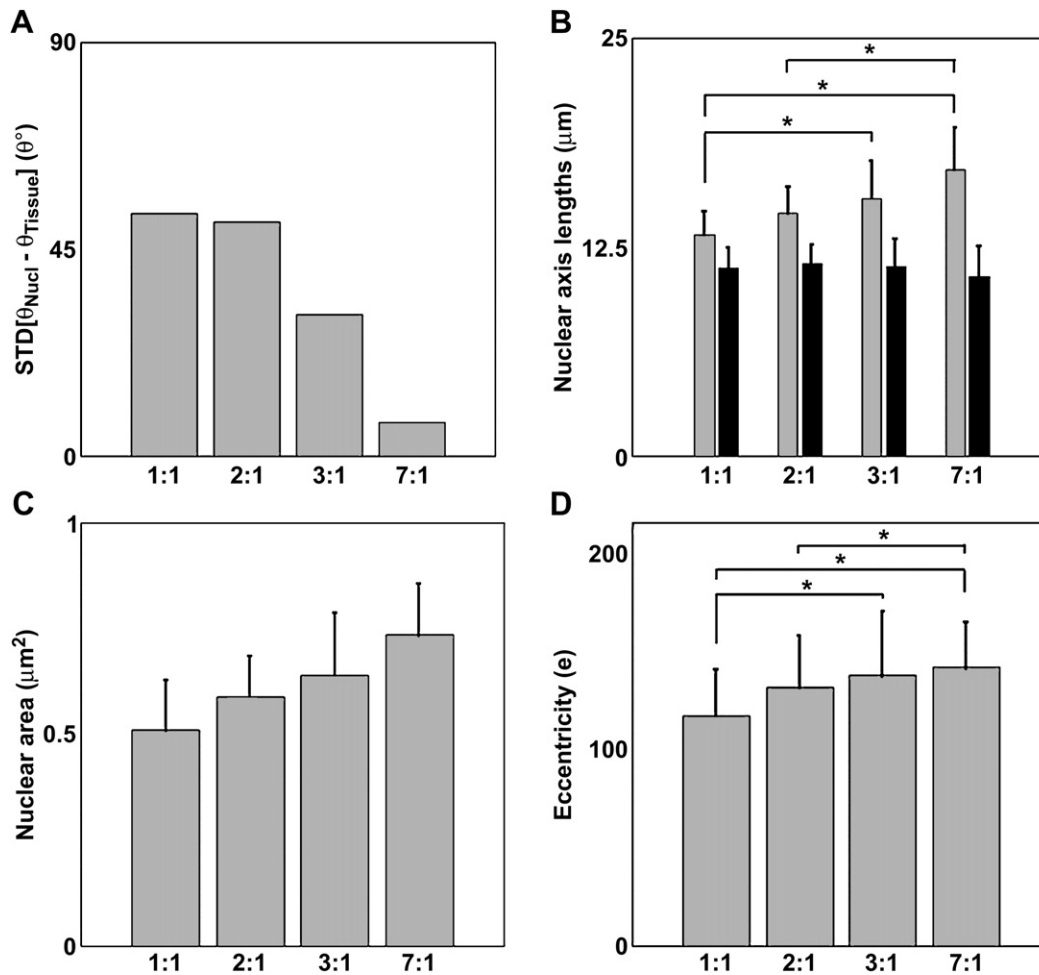 A
90
45
0
STD[θNucl - θTissue] (θ°)
1:1 2:1 3:1 7:1
B
25
12.5
0
Nuclear axis lengths (μm)
*
*
*
1:1 2:1 3:1 7:1
C
1
0.5
0
Nuclear area (μm²)
1:1 2:1 3:1 7:1
D
200
100
0
Eccentricity (e)
*
*
*
1:1 2:1 3:1 7:1